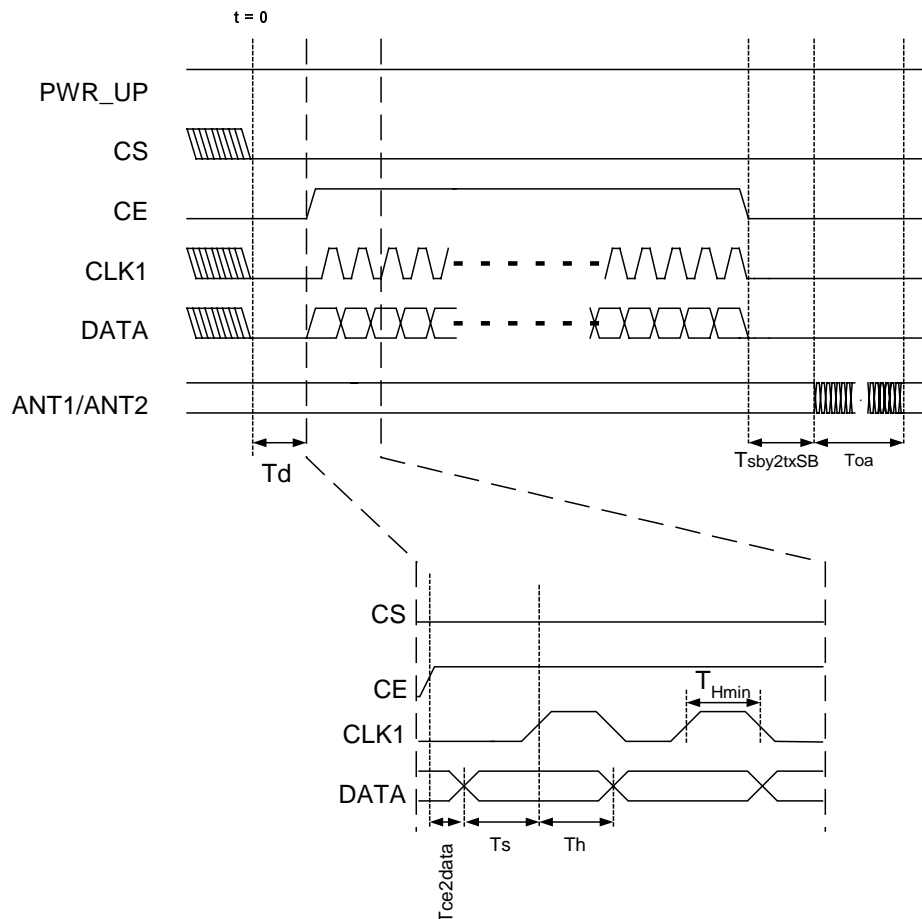 t = 0
PWR_UP
CS
CE
CLK1
DATA
ANT1/ANT2
Td
Tsby2txSB
Toa
CS
CE
THmin
CLK1
DATA
Tce2data
Ts
Th